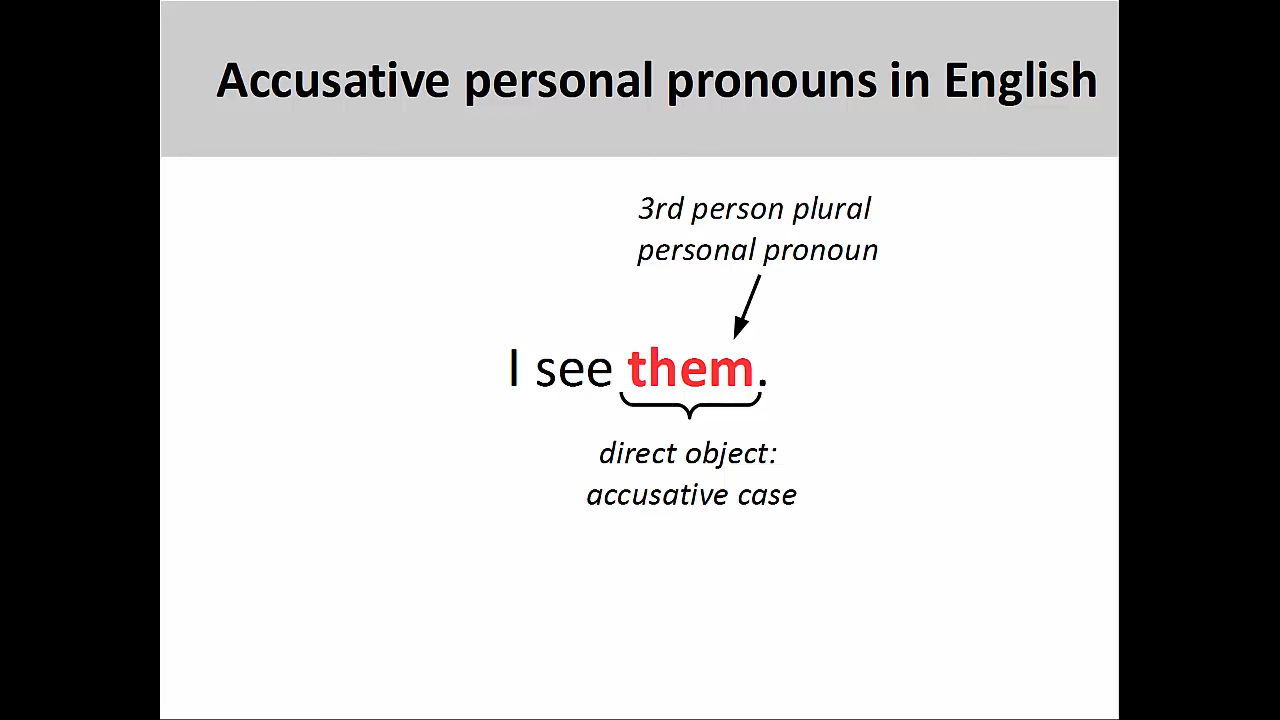 Accusative personal pronouns in English
3rd person plural
personal pronoun
I see them.
direct object:
accusative case